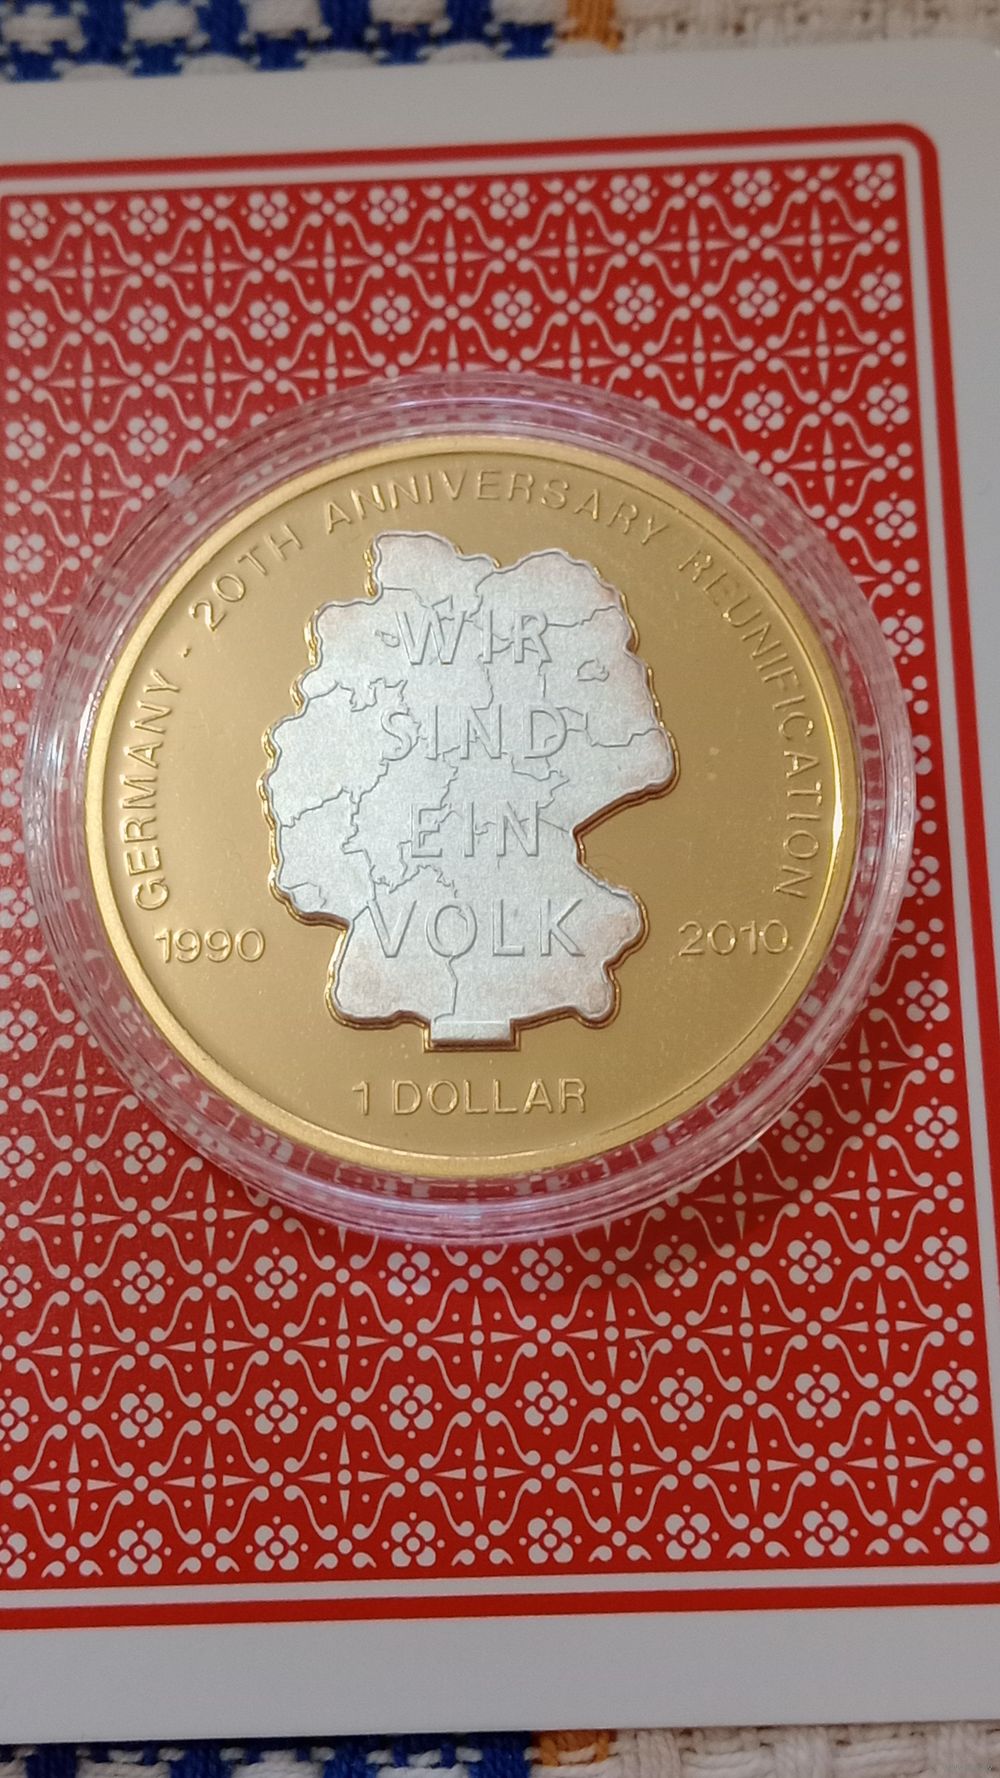 GERMANY - 20TH ANNIVERSARY REUNIFICATION
WIR
SIND
EIN
VOLK
1990
2010
1 DOLLAR